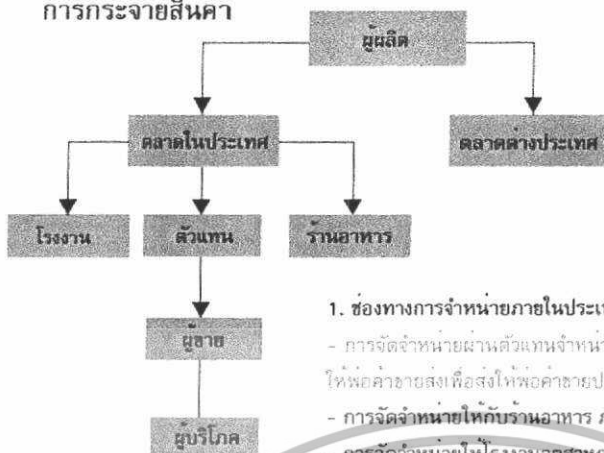 การกระจายสินค้า
ผู้ผลิต
ตลาดในประเทศ
ตลาดต่างประเทศ
โรงงาน
ตัวแทน
ร้านอาหาร
ผู้ขาย
ผู้บริโภค
1. ช่องทางการจำหน่ายภายในประเ
- การจัดจำหน่ายผ่านตัวแทนจำหน่
ให้พ่อค้าขายส่งเพื่อส่งให้พ่อค้าขายป
- การจัดจำหน่ายให้กับร้านอาหาร ภ